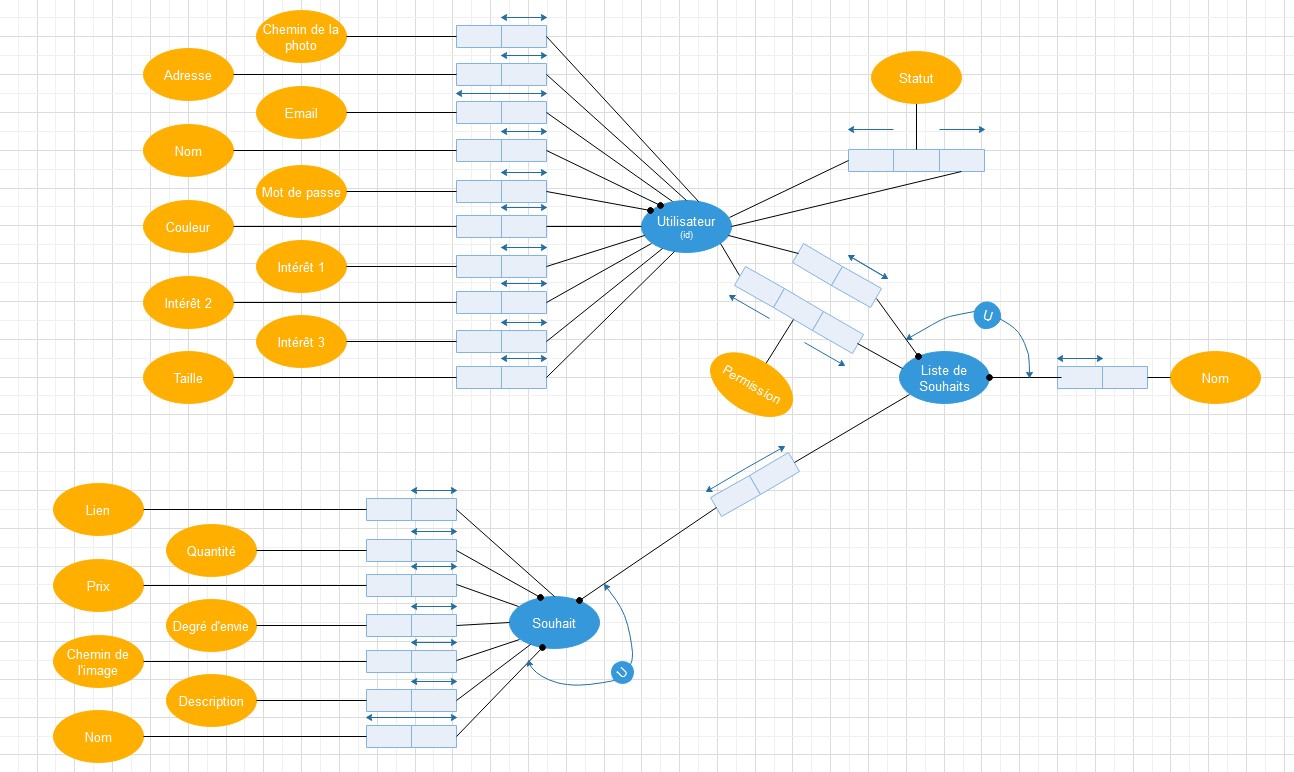 Chemin de la
photo
Adresse
Email
Nom
Mot de passe
Couleur
Intérêt 1
Intérêt 2
Intérêt 3
Taille
Utilisateur
(id)
Statut
Permission
U
Liste de
Souhaits
Nom
Lien
Quantité
Prix
Degré d'envie
Chemin de
l'image
Description
Nom
Souhait
U